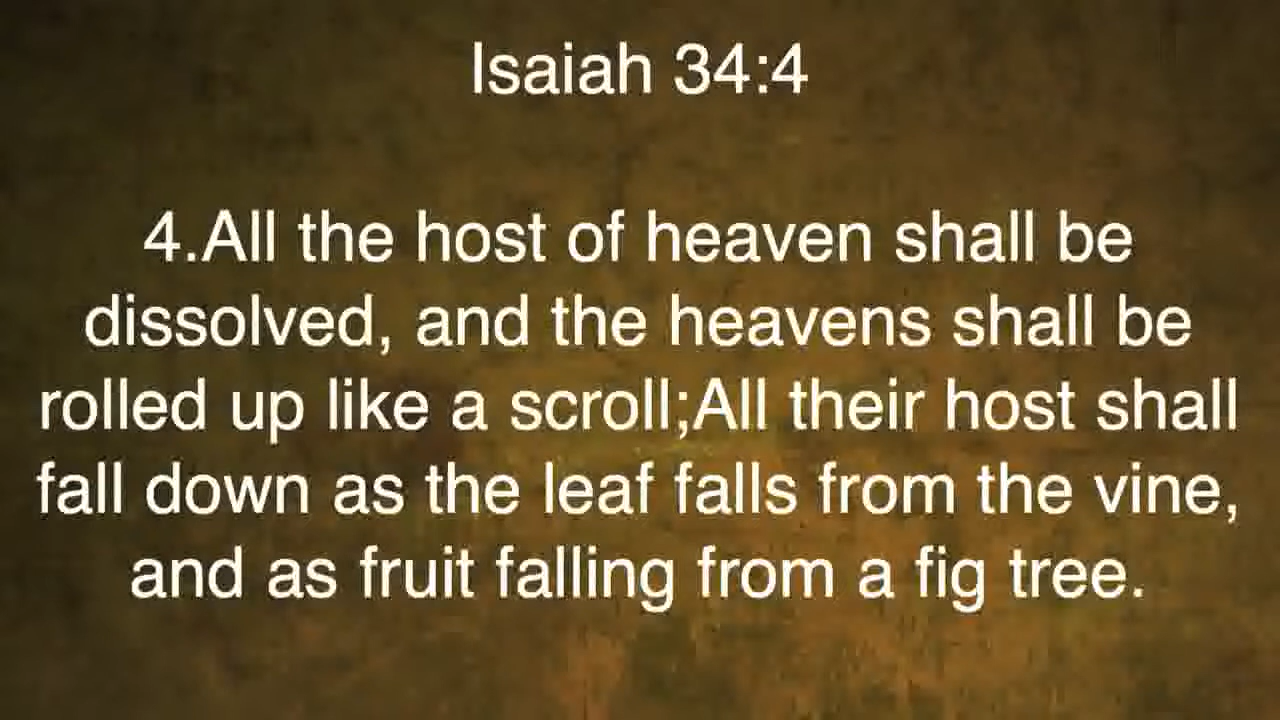 Isaiah 34:4
4.All the host of heaven shall be
dissolved, and the heavens shall be
rolled up like a scroll;All their host shall
fall down as the leaf falls from the vine,
and as fruit falling from a fig tree.